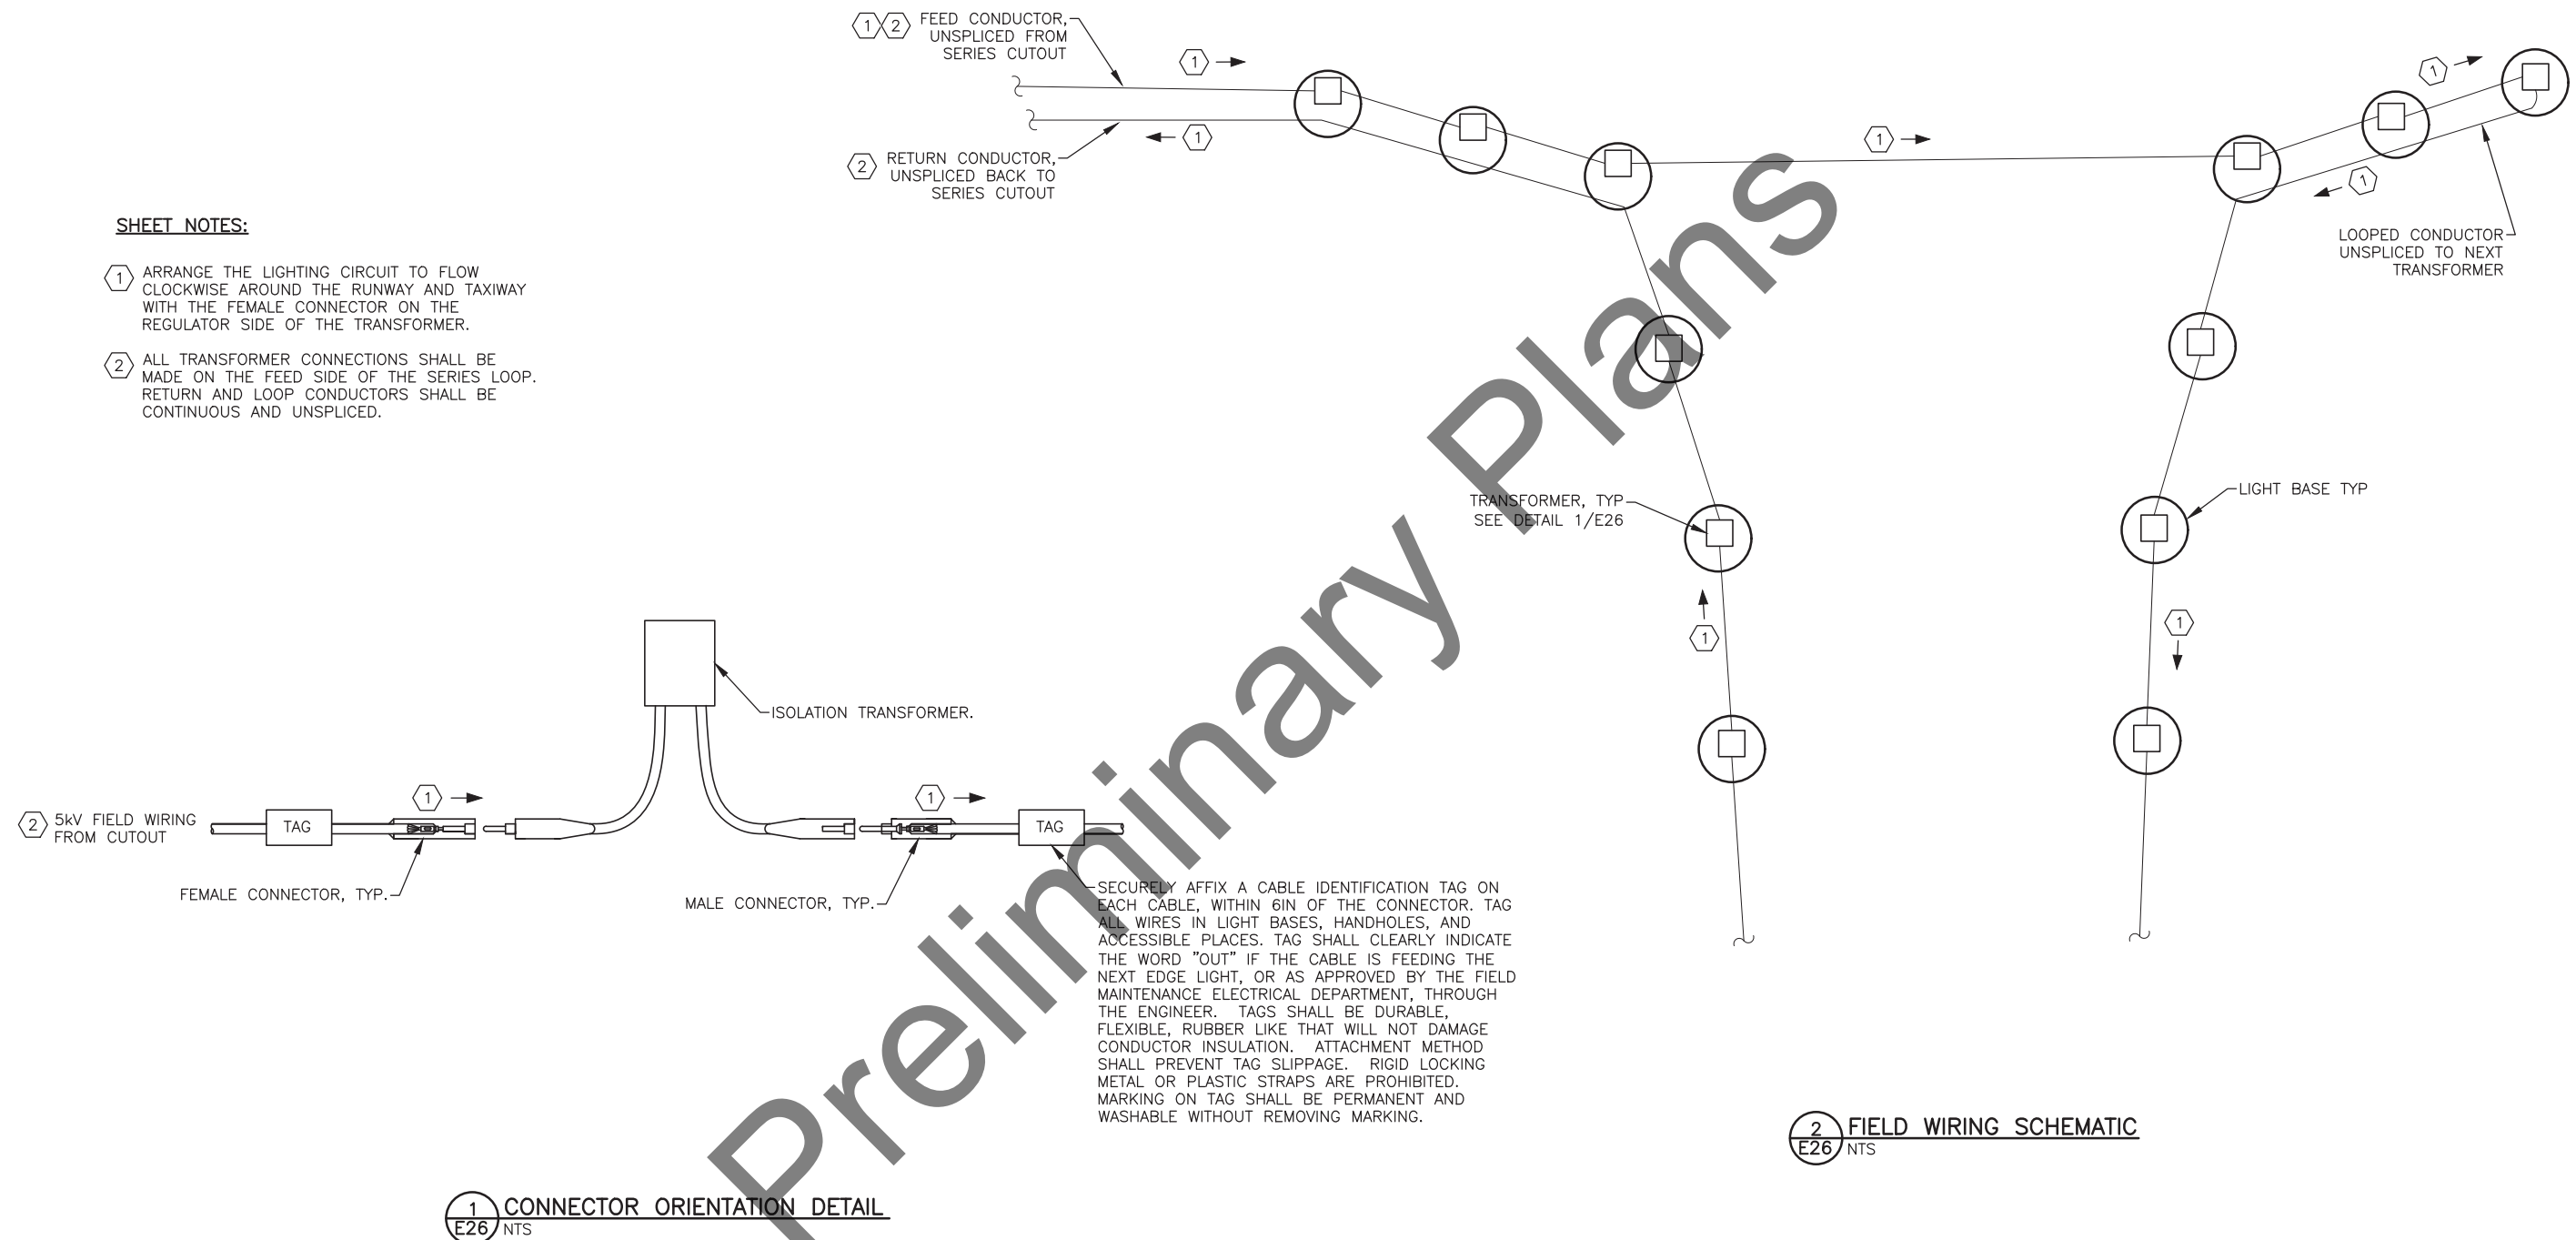 1 2 FEED CONDUCTOR,
UNSPLICED FROM
SERIES CUTOUT
1
1
2 RETURN CONDUCTOR,
UNSPLICED BACK TO
SERIES CUTOUT
1
1
1
LOOPED CONDUCTOR
UNSPLICED TO NEXT
TRANSFORMER
SHEET NOTES:
1 ARRANGE THE LIGHTING CIRCUIT TO FLOW
CLOCKWISE AROUND THE RUNWAY AND TAXIWAY
WITH THE FEMALE CONNECTOR ON THE
REGULATOR SIDE OF THE TRANSFORMER.
2 ALL TRANSFORMER CONNECTIONS SHALL BE
MADE ON THE FEED SIDE OF THE SERIES LOOP.
RETURN AND LOOP CONDUCTORS SHALL BE
CONTINUOUS AND UNSPLICED.
TRANSFORMER, TYP
SEE DETAIL 1/E26
LIGHT BASE TYP
1
1
ISOLATION TRANSFORMER.
1
1
2 5kV FIELD WIRING
FROM CUTOUT
TAG
TAG
FEMALE CONNECTOR, TYP.
MALE CONNECTOR, TYP.
SECURELY AFFIX A CABLE IDENTIFICATION TAG ON
EACH CABLE, WITHIN 6IN OF THE CONNECTOR. TAG
ALL WIRES IN LIGHT BASES, HANDHOLES, AND
ACCESSIBLE PLACES. TAG SHALL CLEARLY INDICATE
THE WORD "OUT" IF THE CABLE IS FEEDING THE
NEXT EDGE LIGHT, OR AS APPROVED BY THE FIELD
MAINTENANCE ELECTRICAL DEPARTMENT, THROUGH
THE ENGINEER. TAGS SHALL BE DURABLE,
FLEXIBLE, RUBBER LIKE THAT WILL NOT DAMAGE
CONDUCTOR INSULATION. ATTACHMENT METHOD
SHALL PREVENT TAG SLIPPAGE. RIGID LOCKING
METAL OR PLASTIC STRAPS ARE PROHIBITED.
MARKING ON TAG SHALL BE PERMANENT AND
WASHABLE WITHOUT REMOVING MARKING.
Preliminary Plans
2 FIELD WIRING SCHEMATIC
E26 NTS
1 CONNECTOR ORIENTATION DETAIL
E26 NTS